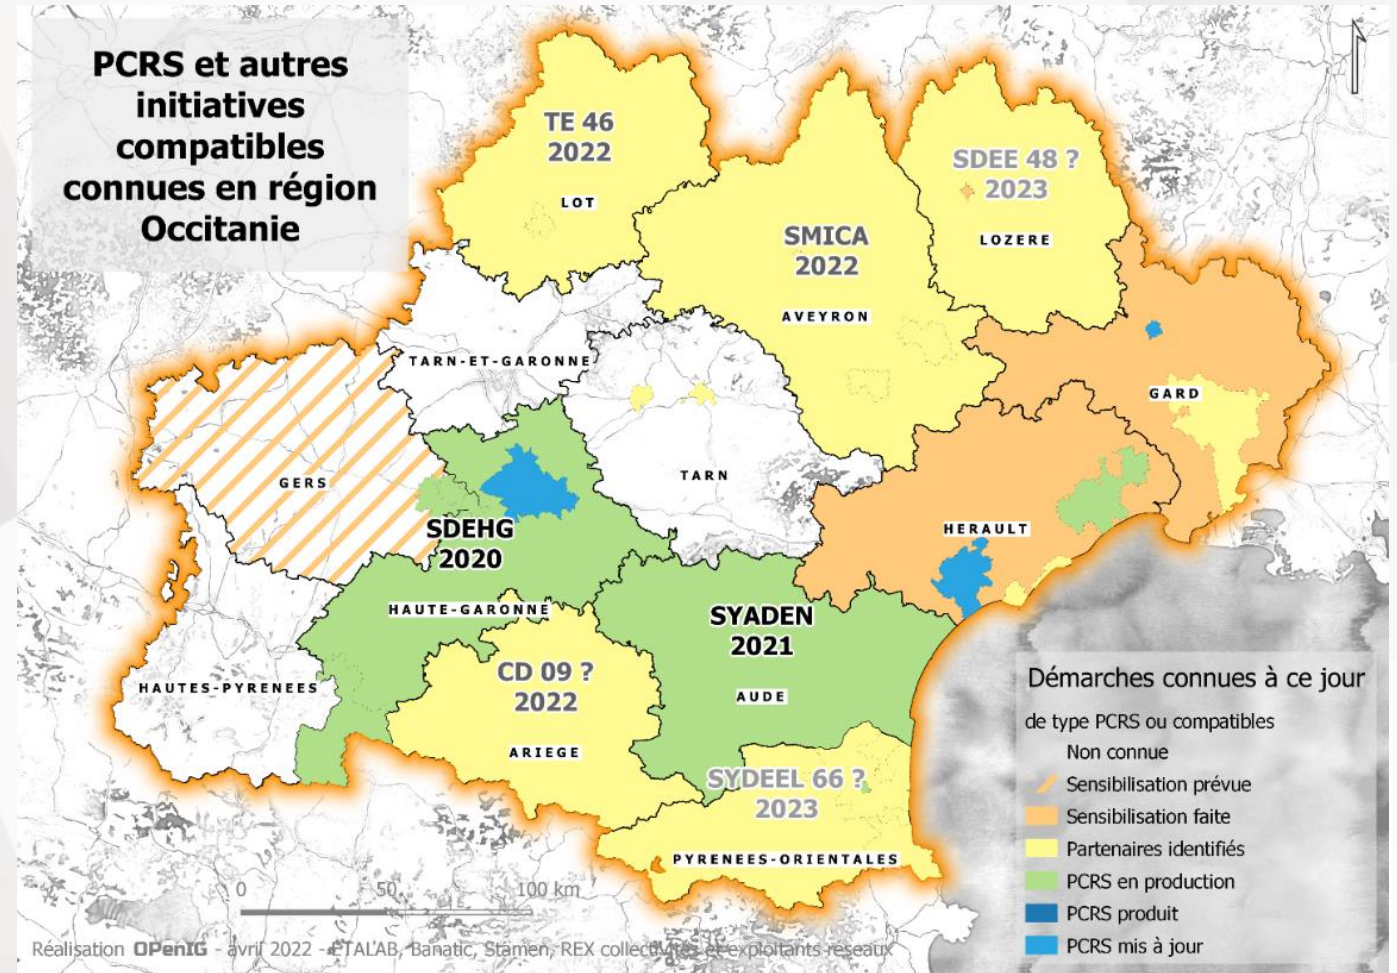 PCRS et autres
initiatives
compatibles
connues en région
Occitanie
TE 46
2022
LOT
SDEE 48 ?
2023
LOZERE
SMICA
2022
AVEYRON
TARN-ET-GARONNE
GARD
GERS
TARN
SDEHG
2020
HERAULT
HAUTE-GARONNE
SYADEN
2021
HAUTES-PYRENEES
CD 09 ?
2022
AUDE
ARIEGE
SYDEEL 66 ?
2023
PYRENEES-ORIENTALES
Démarches connues à ce jour
de type PCRS ou compatibles
Non connue
Sensibilisation prévue
Sensibilisation faite
Partenaires identifiés
PCRS en production
PCRS produit
PCRS mis à jour
0 50 100 km
Réalisation OPenIG - avril 2022 - ETALAB, Banatic, Stamen, REX collectivités et exploitants réseaux